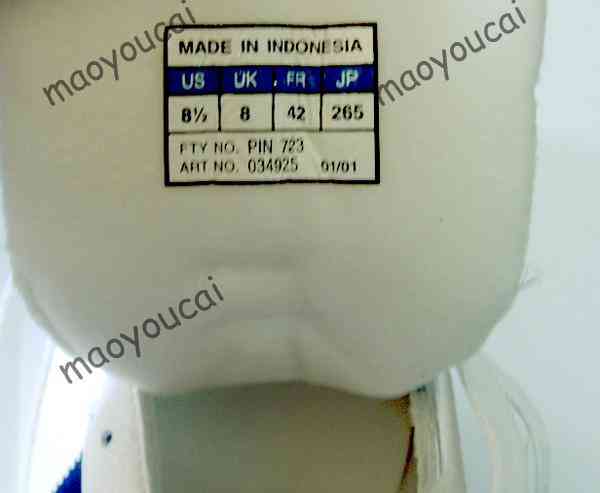 maoyoucai
maoyoucai
MADE IN INDONESIA
US UK FR JP
8½ 8 42 265
FTY NO. PIN 723
ART NO. 034925 01/01
maoyoucai